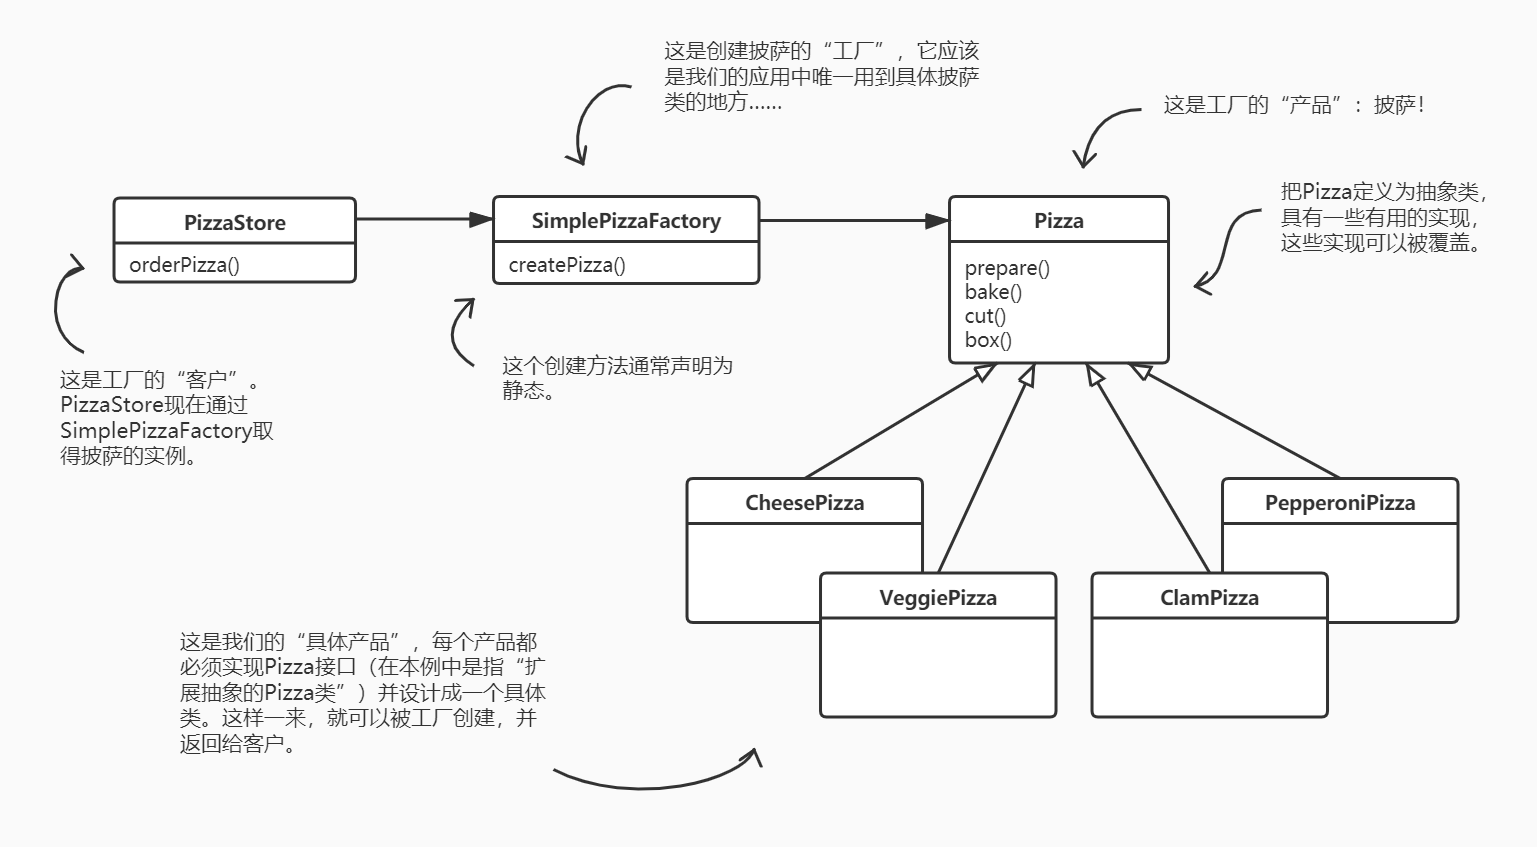 这是创建披萨的“工厂”，它应该
是我们的应用中唯一用到具体披萨
类的地方......
这是工厂的“产品”：披萨！
把Pizza定义为抽象类，
具有一些有用的实现，
这些实现可以被覆盖。
PizzaStore
orderPizza()
SimplePizzaFactory
createPizza()
Pizza
prepare()
bake()
cut()
box()
这是工厂的“客户”。
PizzaStore现在通过
SimplePizzaFactory取
得披萨的实例。
这个创建方法通常声明为
静态。
CheesePizza
PepperoniPizza
VeggiePizza
ClamPizza
这是我们的“具体产品”，每个产品都
必须实现Pizza接口（在本例中是指“扩
展抽象的Pizza类”）并设计成一个具体
类。这样一来，就可以被工厂创建，并
返回给客户。